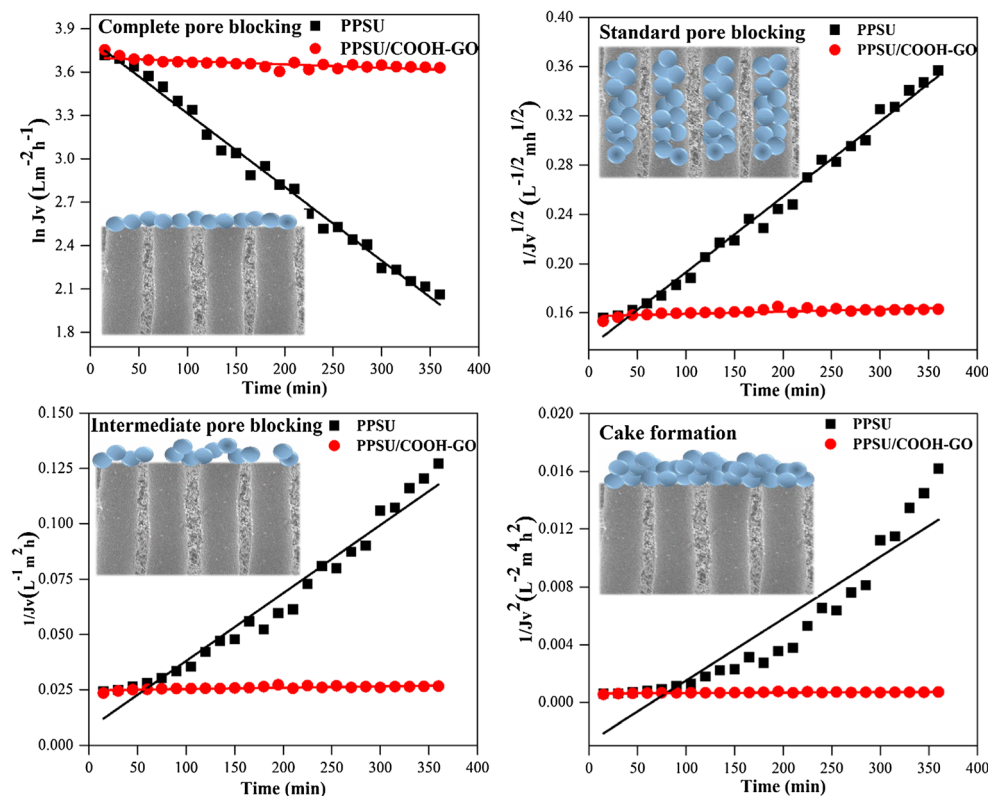 Complete pore blocking
PPSU
PPSU/COOH-GO
ln Jv (Lm⁻²h⁻¹)
3.9
3.6
3.3
3.0
2.7
2.4
2.1
1.8
0 50 100 150 200 250 300 350 400
Time (min)
Standard pore blocking
PPSU
PPSU/COOH-GO
1/Jv^1/2 (L^-1/2 mh^1/2)
0.40
0.36
0.32
0.28
0.24
0.20
0.16
0 50 100 150 200 250 300 350 400
Time (min)
Intermediate pore blocking
PPSU
PPSU/COOH-GO
1/Jv(L⁻¹m²h)
0.150
0.125
0.100
0.075
0.050
0.025
0.000
0 50 100 150 200 250 300 350 400
Time (min)
Cake formation
PPSU
PPSU/COOH-GO
1/Jv²(L⁻²m⁴h²)
0.020
0.016
0.012
0.008
0.004
0.000
0 50 100 150 200 250 300 350 400
Time (min)